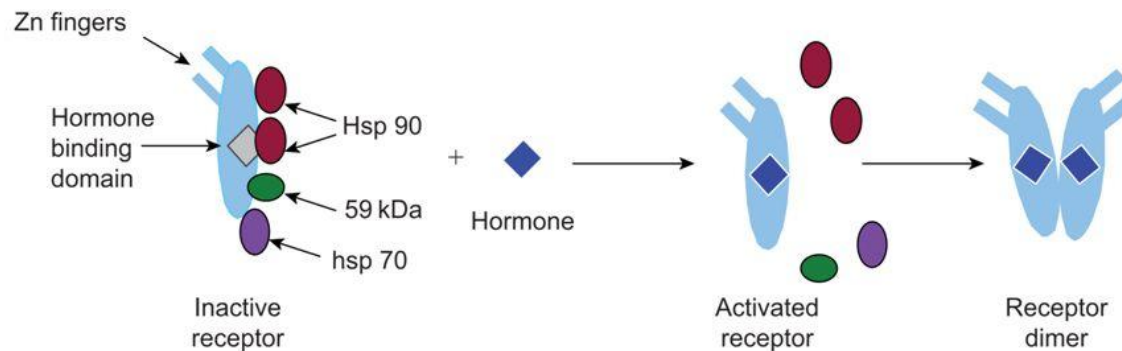 Zn fingers
Hormone
binding
domain
Hsp 90
59 kDa
hsp 70
+
Hormone
Inactive
receptor
Activated
receptor
Receptor
dimer